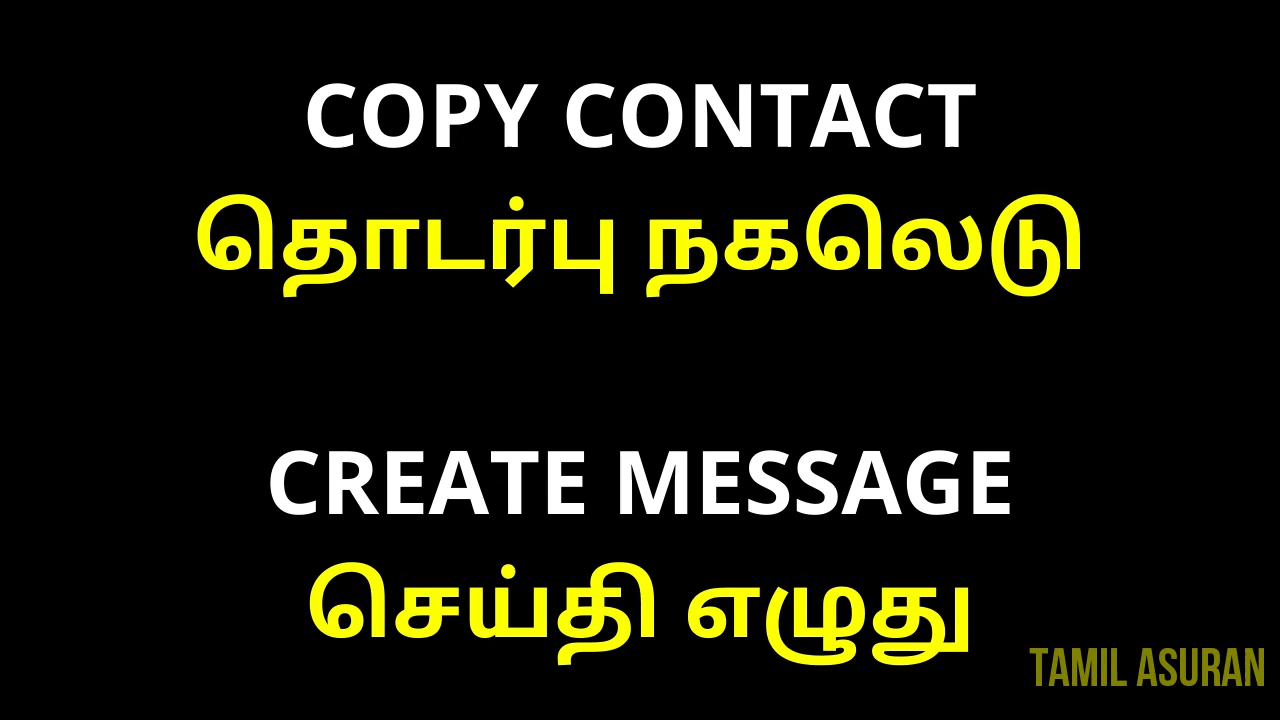 COPY CONTACT
தொடர்பு நகலெடு
CREATE MESSAGE
செய்தி எழுது
TAMIL ASURAN